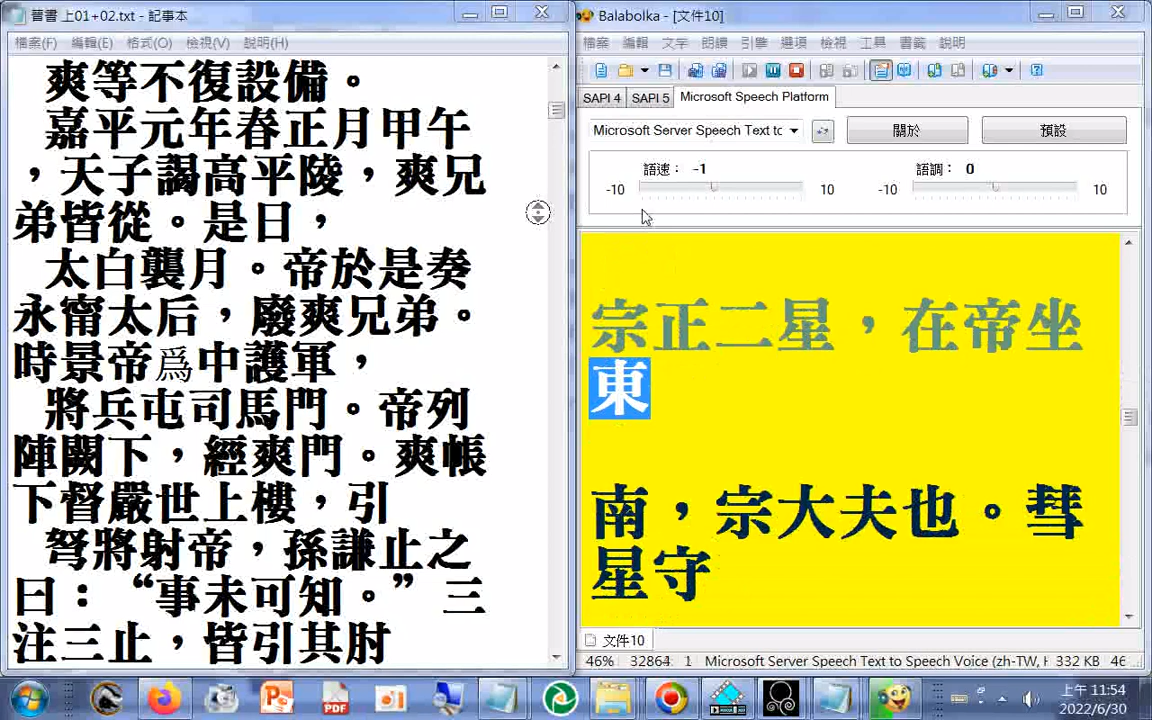 晉書 上01+02.txt - 記事本
檔案(F) 編輯(E) 格式(O) 檢視(V) 說明(H)
爽等不復設備。
嘉平元年春正月甲午
，天子謁高平陵，爽兄
弟皆從。是日，
太白襲月。帝於是奏
永甯太后，廢爽兄弟。
時景帝爲中護軍，
將兵屯司馬門。帝列
陣闕下，經爽門。爽帳
下督嚴世上樓，引
弩將射帝，孫謙止之
曰：“事未可知。”三
注三止，皆引其肘
Balabolka - [文件10]
檔案 編輯 文字 朗讀 引擎 選項 檢視 工具 書籤 說明
SAPI 4 SAPI 5 Microsoft Speech Platform
Microsoft Server Speech Text to 關於 預設
語速： -1 語調： 0
-10 10 -10 10
宗正二星，在帝坐
東
南，宗大夫也。彗
星守
文件10
46% 32864: 1 Microsoft Server Speech Text to Speech Voice (zh-TW, H 332 KB 46
上午 11:54
2022/6/30